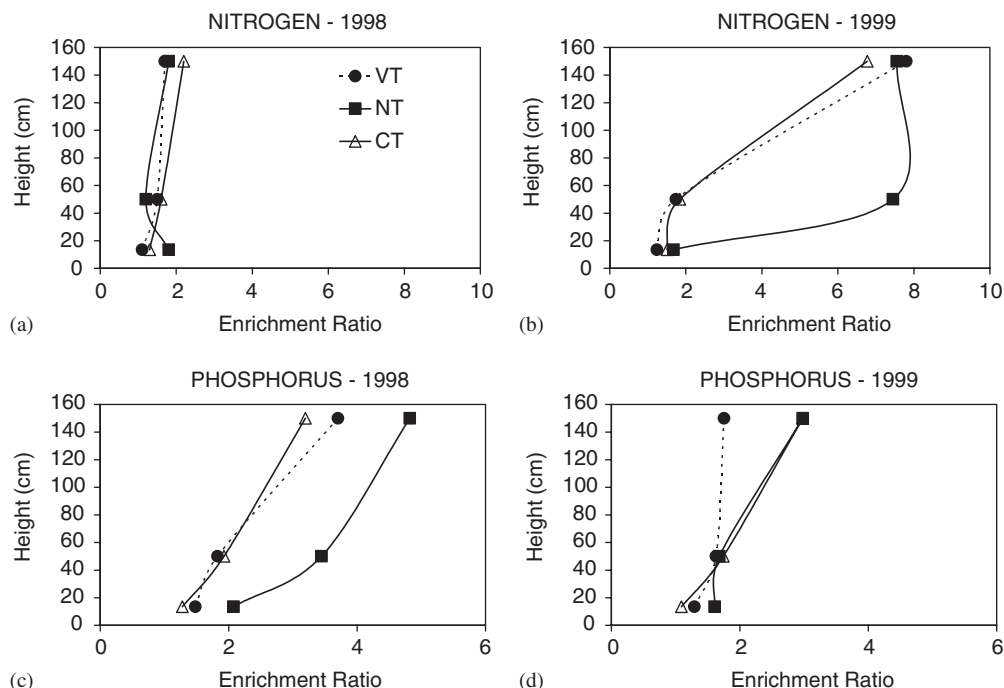 NITROGEN - 1998
160
140
120
100
80
60
40
20
0
Height (cm)
VT
NT
CT
0 2 4 6 8 10
(a) Enrichment Ratio
NITROGEN - 1999
160
140
120
100
80
60
40
20
0
Height (cm)
0 2 4 6 8 10
(b) Enrichment Ratio
PHOSPHORUS - 1998
160
140
120
100
80
60
40
20
0
Height (cm)
0 2 4 6
(c) Enrichment Ratio
PHOSPHORUS - 1999
160
140
120
100
80
60
40
20
0
Height (cm)
0 2 4 6
(d) Enrichment Ratio